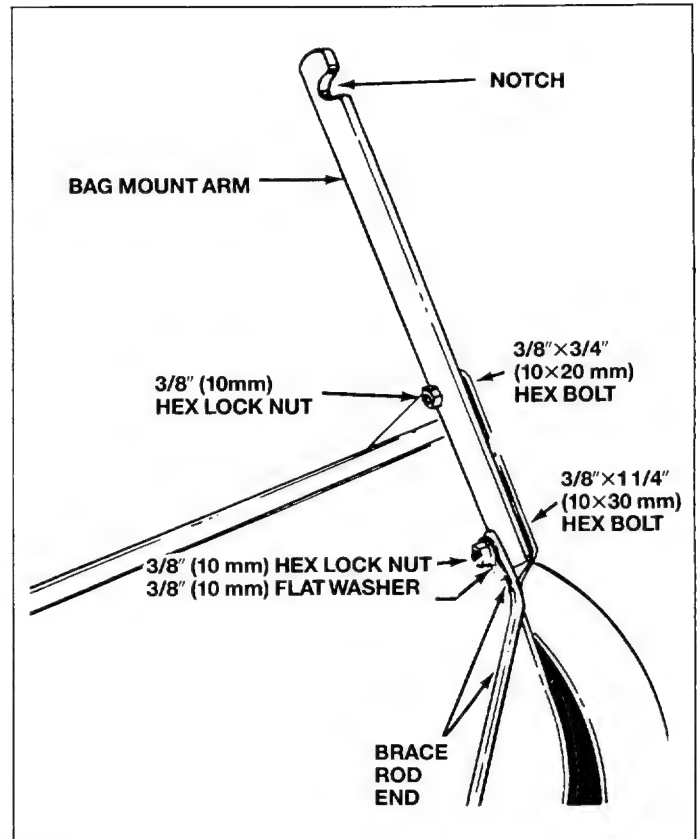 NOTCH
BAG MOUNT ARM
3/8"×3/4"
(10×20 mm)
HEX BOLT
3/8" (10mm)
HEX LOCK NUT
3/8"×1 1/4"
(10×30 mm)
HEX BOLT
3/8" (10 mm) HEX LOCK NUT
3/8" (10 mm) FLAT WASHER
BRACE
ROD
END